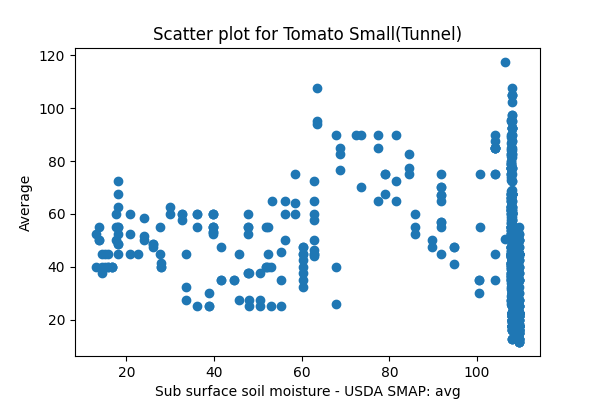 Scatter plot for Tomato Small(Tunnel)
120
100
80
60
40
20
Average
20 40 60 80 100
Sub surface soil moisture - USDA SMAP: avg